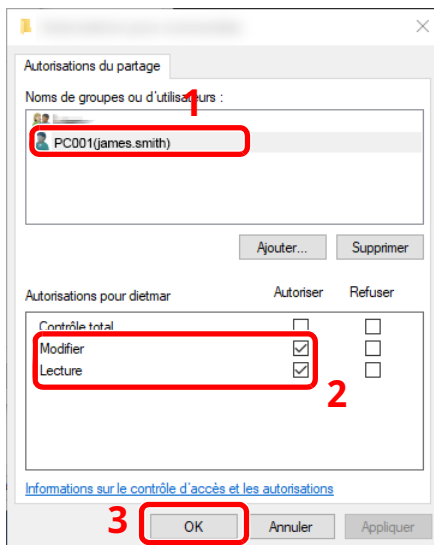 Autorisations du partage
Noms de groupes ou d'utilisateurs :
1
PC001(james.smith)
Ajouter...
Supprimer
Autorisations pour dietmar
Autoriser
Refuser
Contrôle total
Modifier
Lecture
2
Informations sur le contrôle d'accès et les autorisations
3
OK
Annuler
Appliquer